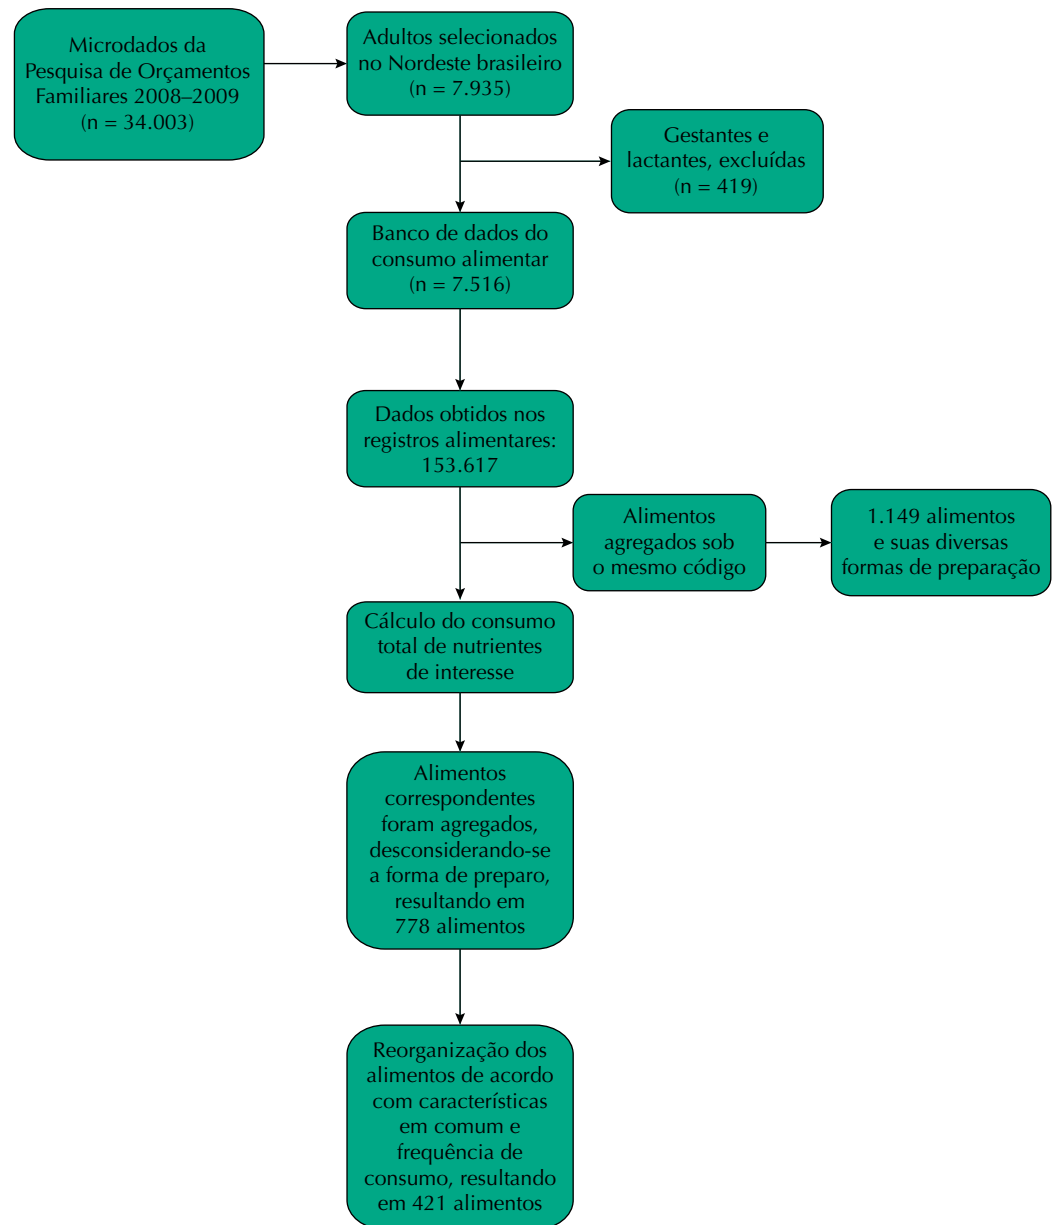 Microdados da
Pesquisa de Orçamentos
Familiares 2008–2009
(n = 34.003)
Adultos selecionados
no Nordeste brasileiro
(n = 7.935)
Gestantes e
lactantes, excluídas
(n = 419)
Banco de dados do
consumo alimentar
(n = 7.516)
Dados obtidos nos
registros alimentares:
153.617
Alimentos
agregados sob
o mesmo código
1.149 alimentos
e suas diversas
formas de preparação
Cálculo do consumo
total de nutrientes
de interesse
Alimentos
correspondentes
foram agregados,
desconsiderando-se
a forma de preparo,
resultando em
778 alimentos
Reorganização dos
alimentos de acordo
com características
em comum e
frequência de
consumo, resultando
em 421 alimentos